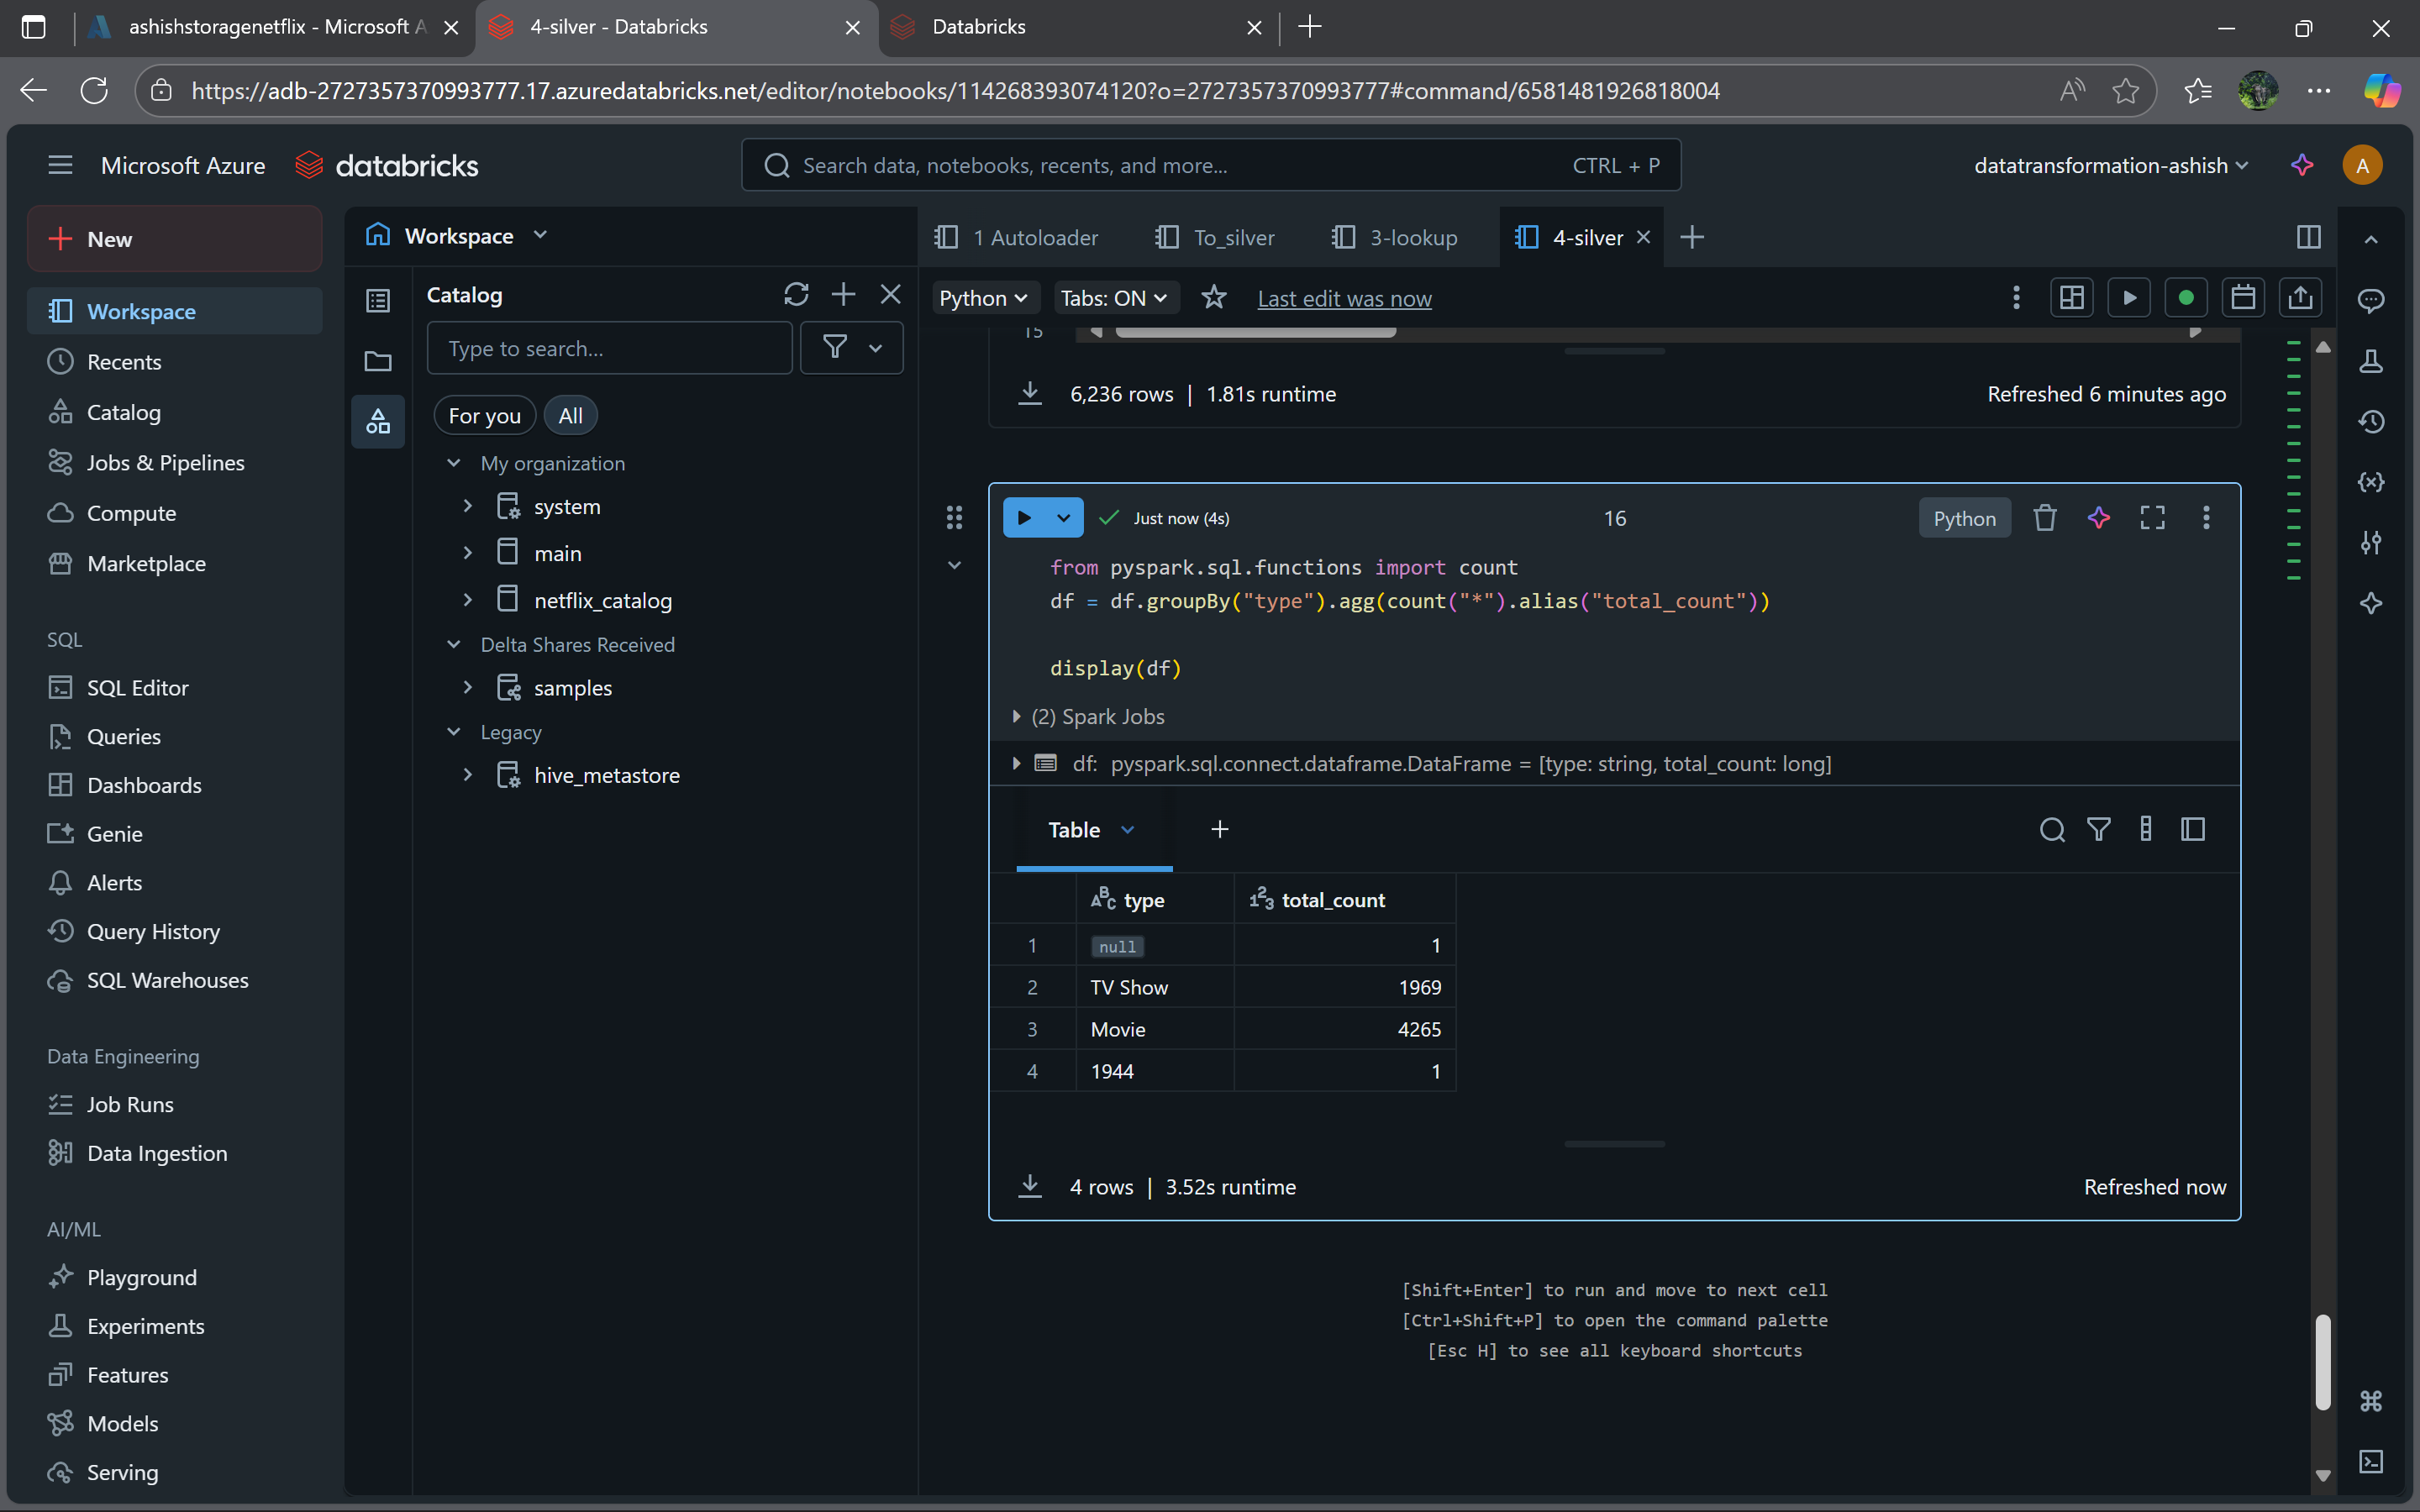 ashishstoragenetflix - Microsoft A
4-silver - Databricks
Databricks
https://adb-2727357370993777.17.azuredatabricks.net/editor/notebooks/114268393074120?o=2727357370993777#command/6581481926818004
Microsoft Azure
databricks
Search data, notebooks, recents, and more...
CTRL + P
datatransformation-ashish
A
New
Workspace
Recents
Catalog
Jobs & Pipelines
Compute
Marketplace
SQL
SQL Editor
Queries
Dashboards
Genie
Alerts
Query History
SQL Warehouses
Data Engineering
Job Runs
Data Ingestion
AI/ML
Playground
Experiments
Features
Models
Serving
Workspace
Catalog
Type to search...
For you
All
My organization
system
main
netflix_catalog
Delta Shares Received
samples
Legacy
hive_metastore
1 Autoloader
To_silver
3-lookup
4-silver
Python
Tabs: ON
Last edit was now
15
6,236 rows | 1.81s runtime
Refreshed 6 minutes ago
Just now (4s)
16
Python
from pyspark.sql.functions import count
df = df.groupBy("type").agg(count("*").alias("total_count"))
display(df)
(2) Spark Jobs
df: pyspark.sql.connect.dataframe.DataFrame = [type: string, total_count: long]
Table
type total_count
1 null 1
2 TV Show 1969
3 Movie 4265
4 1944 1
4 rows | 3.52s runtime
Refreshed now
[Shift+Enter] to run and move to next cell
[Ctrl+Shift+P] to open the command palette
[Esc H] to see all keyboard shortcuts